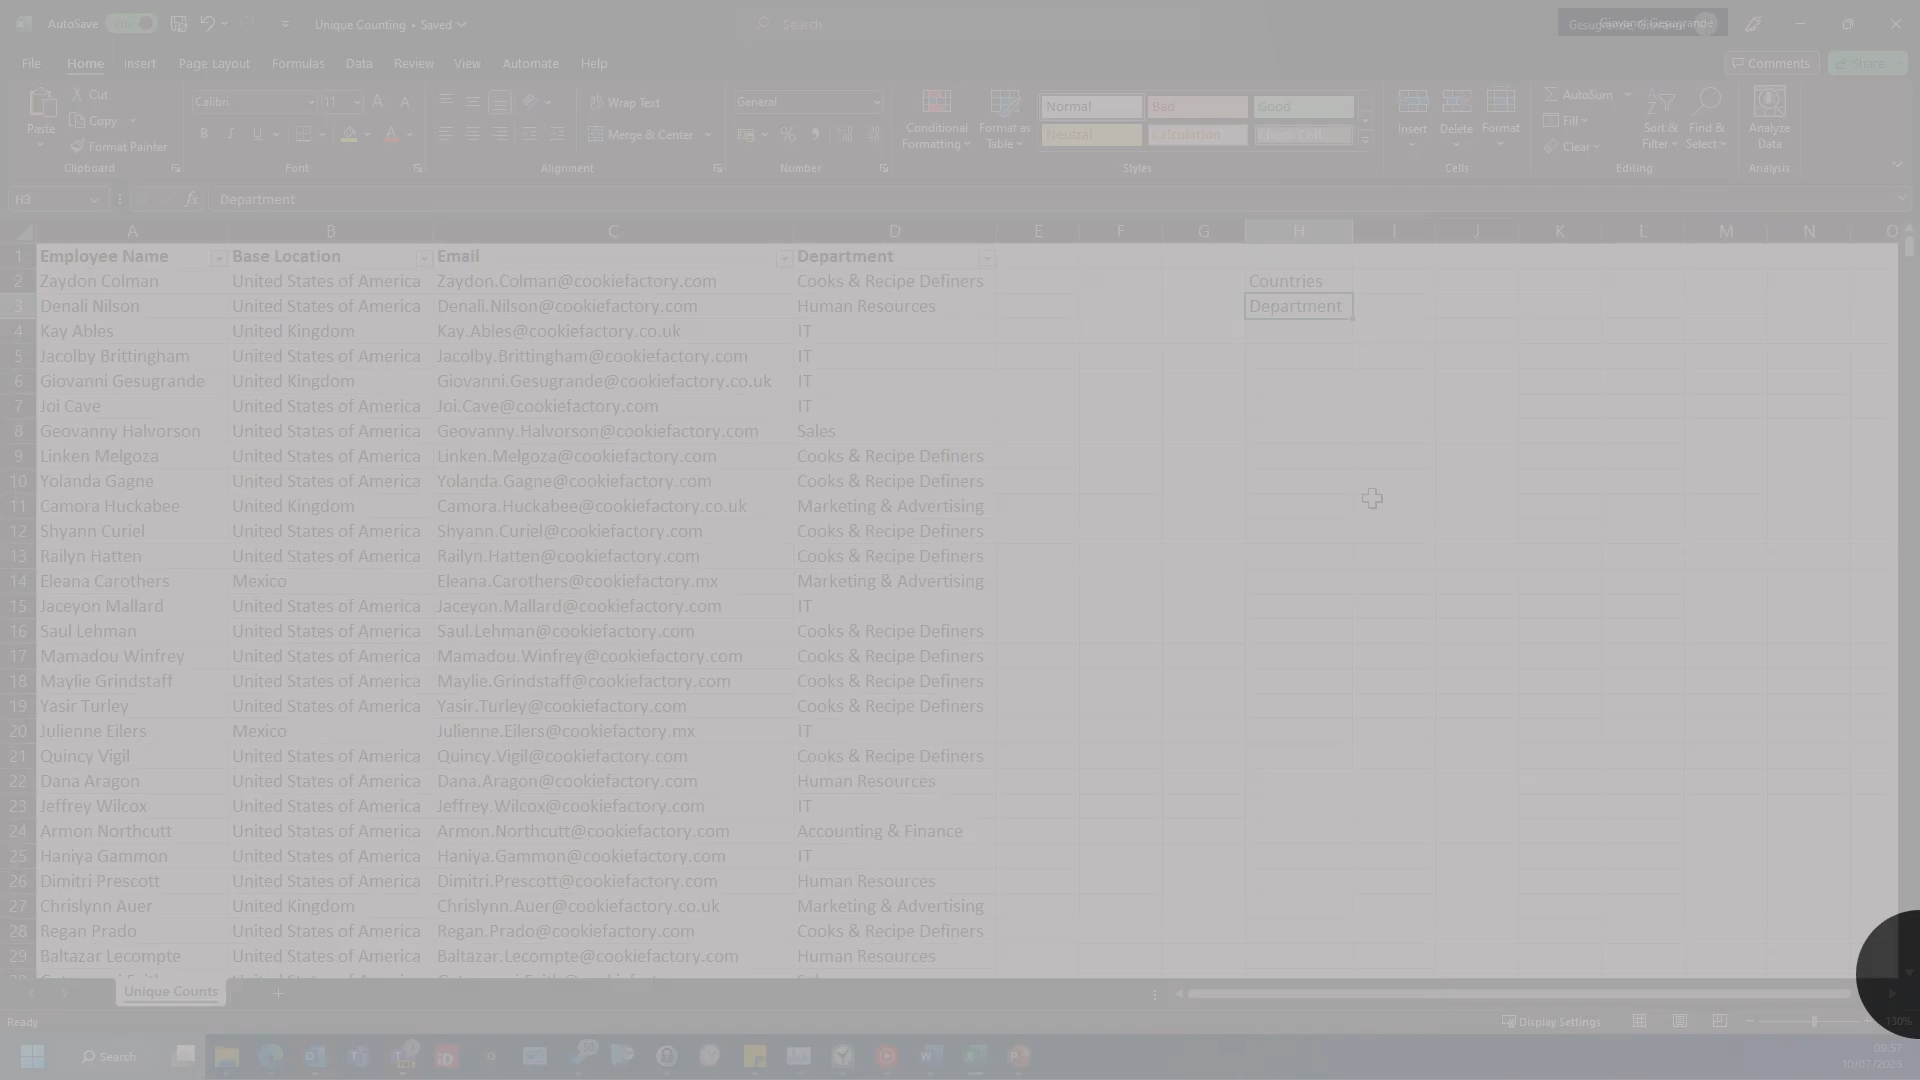 AutoSave On Unique Counting • Saved Search
File Home Insert Page Layout Formulas Data Review View Automate Help Comments Share
Cut
Copy
Paste
Format Painter
Clipboard
Calibri 11
B I U
Font
Wrap Text
Merge & Center
Alignment
General
Number
Conditional Formatting
Format as Table
Normal Bad Good
Neutral Calculation Check Cell
Styles
Insert Delete Format
Cells
AutoSum
Fill
Clear
Sort & Filter
Find & Select
Editing
Analyze Data
Analysis
H3 fx Department
A B C D E F G H I J K L M N O
1 Employee Name Base Location Email Department
2 Zaydon Colman United States of America Zaydon.Colman@cookiefactory.com Cooks & Recipe Definers Countries
3 Denali Nilson United States of America Denali.Nilson@cookiefactory.com Human Resources Department
4 Kay Ables United Kingdom Kay.Ables@cookiefactory.co.uk IT
5 Jacolby Brittingham United States of America Jacolby.Brittingham@cookiefactory.com IT
6 Giovanni Gesugrande United Kingdom Giovanni.Gesugrande@cookiefactory.co.uk IT
7 Joi Cave United States of America Joi.Cave@cookiefactory.com IT
8 Geovanny Halvorson United States of America Geovanny.Halvorson@cookiefactory.com Sales
9 Linken Melgoza United States of America Linken.Melgoza@cookiefactory.com Cooks & Recipe Definers
10 Yolanda Gagne United States of America Yolanda.Gagne@cookiefactory.com Cooks & Recipe Definers
11 Camora Huckabee United Kingdom Camora.Huckabee@cookiefactory.co.uk Marketing & Advertising
12 Shyann Curiel United States of America Shyann.Curiel@cookiefactory.com Cooks & Recipe Definers
13 Railyn Hatten United States of America Railyn.Hatten@cookiefactory.com Cooks & Recipe Definers
14 Eleana Carothers Mexico Eleana.Carothers@cookiefactory.mx Marketing & Advertising
15 Jaceyon Mallard United States of America Jaceyon.Mallard@cookiefactory.com IT
16 Saul Lehman United States of America Saul.Lehman@cookiefactory.com Cooks & Recipe Definers
17 Mamadou Winfrey United States of America Mamadou.Winfrey@cookiefactory.com Cooks & Recipe Definers
18 Maylie Grindstaff United States of America Maylie.Grindstaff@cookiefactory.com Cooks & Recipe Definers
19 Yasir Turley United States of America Yasir.Turley@cookiefactory.com Cooks & Recipe Definers
20 Julienne Eilers Mexico Julienne.Eilers@cookiefactory.mx IT
21 Quincy Vigil United States of America Quincy.Vigil@cookiefactory.com Cooks & Recipe Definers
22 Dana Aragon United States of America Dana.Aragon@cookiefactory.com Human Resources
23 Jeffrey Wilcox United States of America Jeffrey.Wilcox@cookiefactory.com IT
24 Armon Northcutt United States of America Armon.Northcutt@cookiefactory.com Accounting & Finance
25 Haniya Gammon United States of America Haniya.Gammon@cookiefactory.com IT
26 Dimitri Prescott United States of America Dimitri.Prescott@cookiefactory.com Human Resources
27 Chrislynn Auer United Kingdom Chrislynn.Auer@cookiefactory.co.uk Marketing & Advertising
28 Regan Prado United States of America Regan.Prado@cookiefactory.com Cooks & Recipe Definers
29 Baltazar Lecompte United States of America Baltazar.Lecompte@cookiefactory.com Human Resources
Unique Counts
Ready Display Settings 130%
Search
09:57
10/07/2023